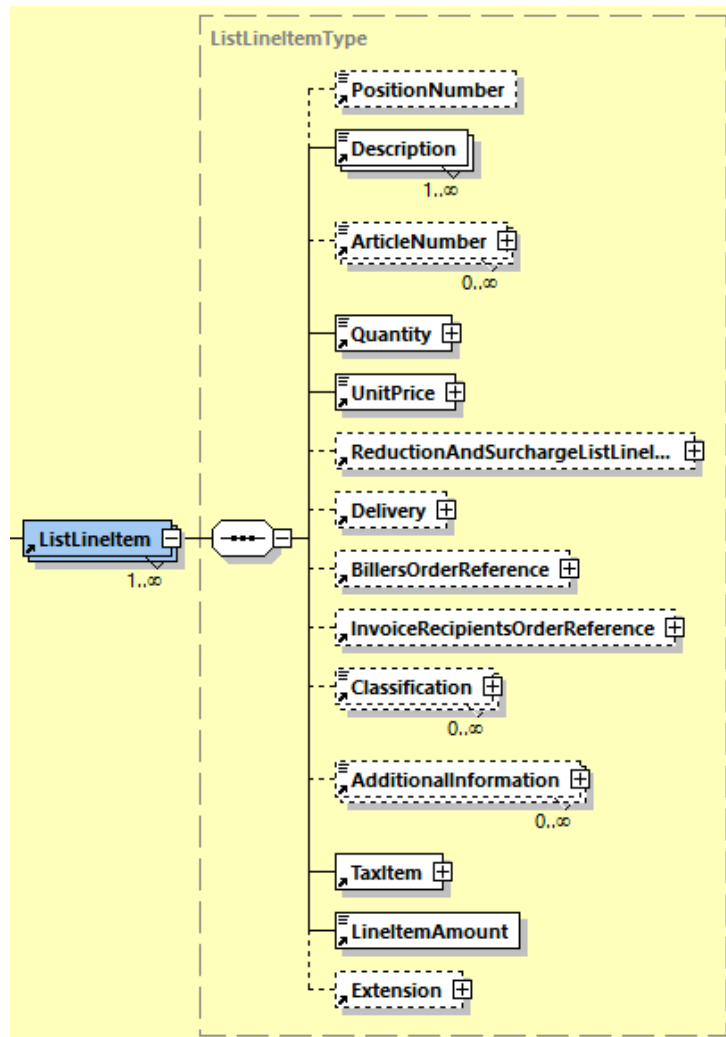 ListLineItemType
PositionNumber
Description
1..∞
ArticleNumber
0..∞
Quantity
UnitPrice
ReductionAndSurchargeListLineI...
Delivery
ListLineItem
1..∞
BillersOrderReference
InvoiceRecipientsOrderReference
Classification
0..∞
AdditionalInformation
0..∞
TaxItem
LineItemAmount
Extension